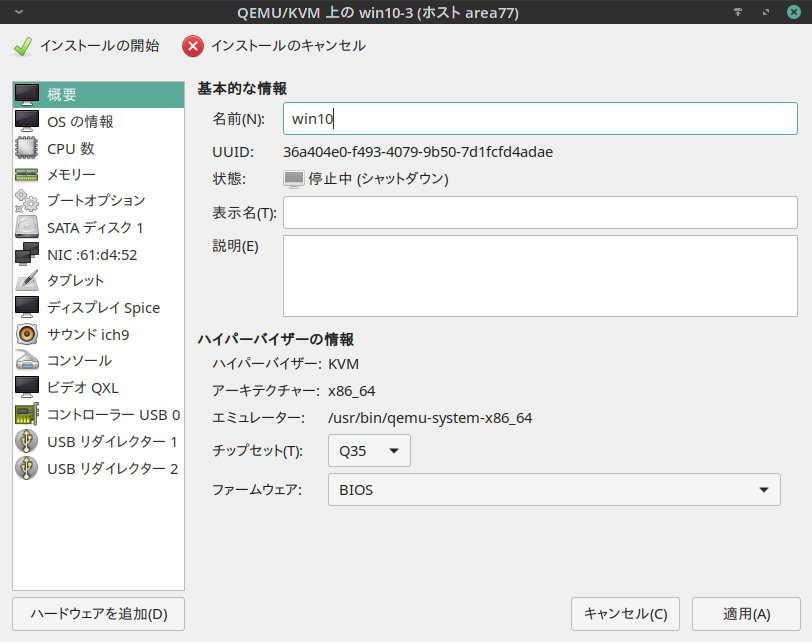 QEMU/KVM 上の win10-3 (ホスト area77)
インストールの開始 インストールのキャンセル
概要
OS の情報
CPU 数
メモリー
ブートオプション
SATA ディスク 1
NIC :61:d4:52
タブレット
ディスプレイ Spice
サウンド ich9
コンソール
ビデオ QXL
コントローラー USB 0
USB リダイレクター 1
USB リダイレクター 2
ハードウェアを追加(D)
基本的な情報
名前(N): win10
UUID: 36a404e0-f493-4079-9b50-7d1fcfd4adae
状態: 停止中 (シャットダウン)
表示名(T):
説明(E)
ハイパーバイザーの情報
ハイパーバイザー: KVM
アーキテクチャー: x86_64
エミュレーター: /usr/bin/qemu-system-x86_64
チップセット(T): Q35
ファームウェア: BIOS
キャンセル(C) 適用(A)